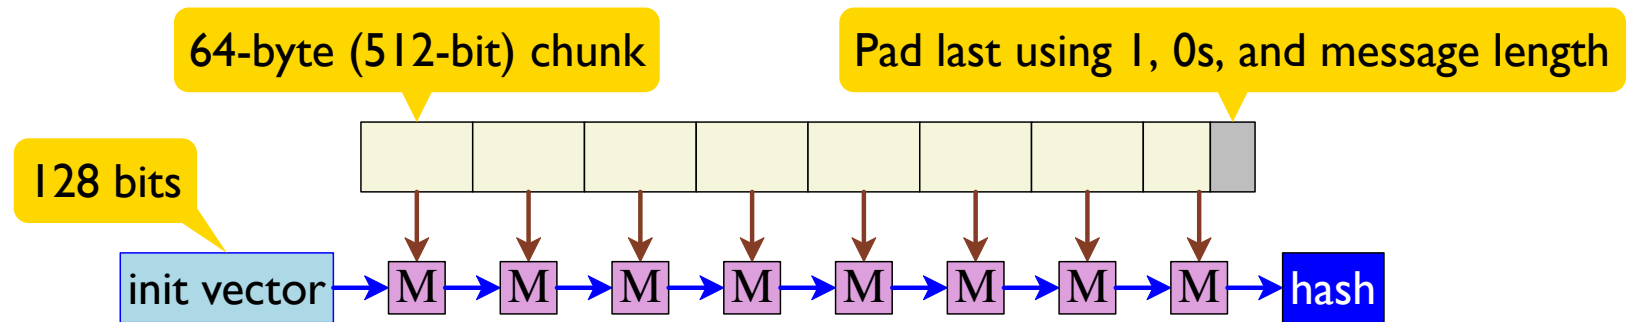 64-byte (512-bit) chunk
Pad last using 1, 0s, and message length
128 bits
init vector
M
M
M
M
M
M
M
M
hash